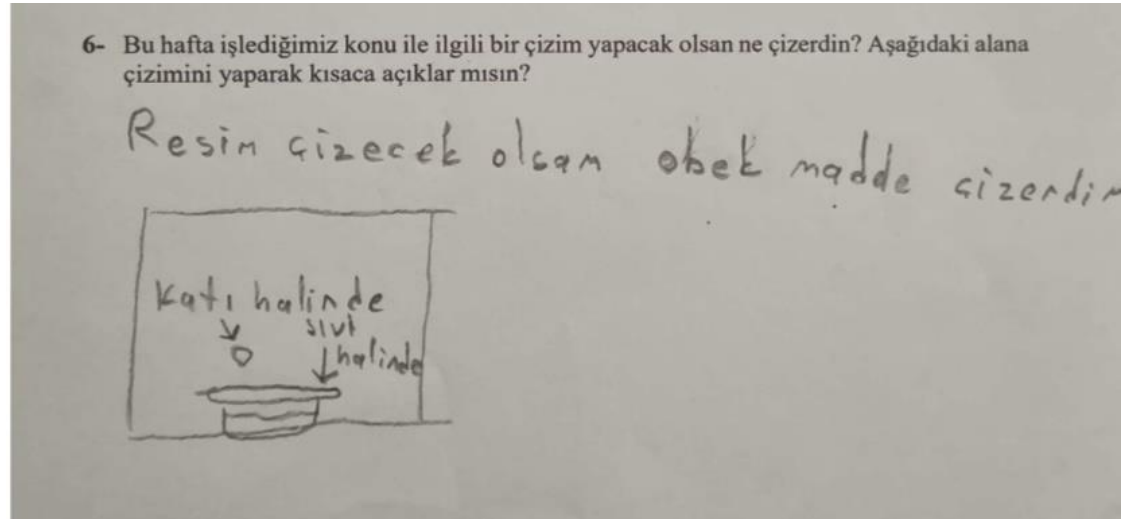 6- Bu hafta işlediğimiz konu ile ilgili bir çizim yapacak olsan ne çizerdin? Aşağıdaki alana
çizimini yaparak kısaca açıklar mısın?
Resim çizecek olsam obek madde çizerdim
Katı halinde
sıvı
halinde